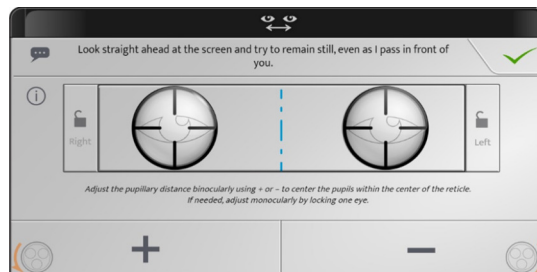 Look straight ahead at the screen and try to remain still, even as I pass in front of
you.
Right
Left
Adjust the pupillary distance binocularly using + or – to center the pupils within the center of the reticle.
If needed, adjust monocularly by locking one eye.